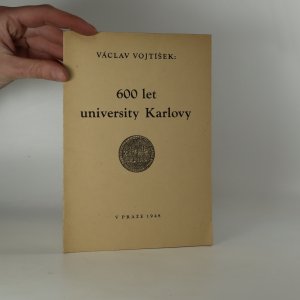 VÁCLAV VOJTÍŠEK:
600 let
university Karlovy
V PRAZE 1948